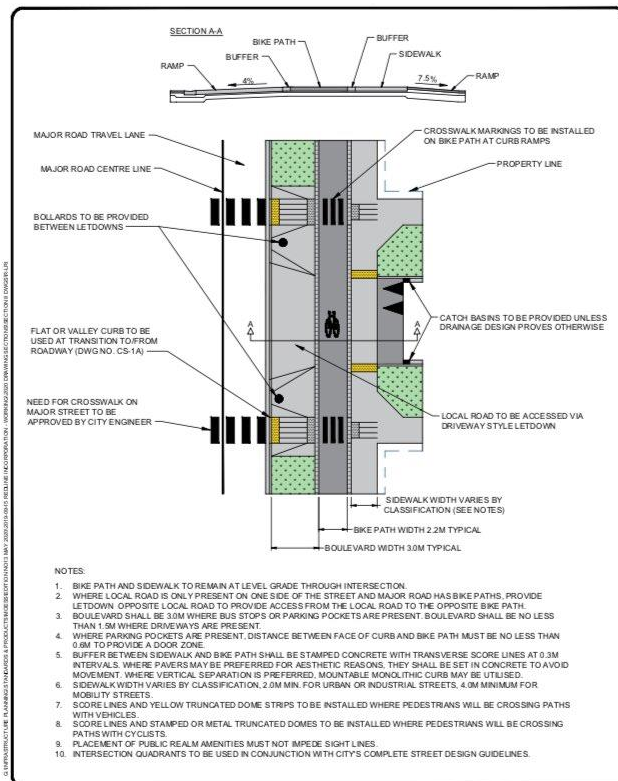 SECTION A-A
BIKE PATH
BUFFER
BUFFER
SIDEWALK
RAMP
4%
7.5%
RAMP
MAJOR ROAD TRAVEL LANE
CROSSWALK MARKINGS TO BE INSTALLED
ON BIKE PATH AT CURB RAMPS
MAJOR ROAD CENTRE LINE
PROPERTY LINE
BOLLARDS TO BE PROVIDED
BETWEEN LETDOWNS
A
A
CATCH BASINS TO BE PROVIDED UNLESS
DRAINAGE DESIGN PROVES OTHERWISE
FLAT OR VALLEY CURB TO BE
USED AT TRANSITION TO/FROM
ROADWAY (DWG NO. CS-1A)
NEED FOR CROSSWALK ON
MAJOR STREET TO BE
APPROVED BY CITY ENGINEER
LOCAL ROAD TO BE ACCESSED VIA
DRIVEWAY STYLE LETDOWN
SIDEWALK WIDTH VARIES BY
CLASSIFICATION (SEE NOTES)
BIKE PATH WIDTH 2.2M TYPICAL
BOULEVARD WIDTH 3.0M TYPICAL
NOTES:
1. BIKE PATH AND SIDEWALK TO REMAIN AT LEVEL GRADE THROUGH INTERSECTION.
2. WHERE LOCAL ROAD IS ONLY PRESENT ON ONE SIDE OF THE STREET AND MAJOR ROAD HAS BIKE PATHS, PROVIDE
LETDOWN OPPOSITE LOCAL ROAD TO PROVIDE ACCESS FROM THE LOCAL ROAD TO THE OPPOSITE BIKE PATH.
3. BOULEVARD SHALL BE 3.0M WHERE BUS STOPS OR PARKING POCKETS ARE PRESENT. BOULEVARD SHALL BE NO LESS
THAN 1.5M WHERE DRIVEWAYS ARE PRESENT.
4. WHERE PARKING POCKETS ARE PRESENT, DISTANCE BETWEEN FACE OF CURB AND BIKE PATH MUST BE NO LESS THAN
0.6M TO PROVIDE A DOOR ZONE.
5. BUFFER BETWEEN SIDEWALK AND BIKE PATH SHALL BE STAMPED CONCRETE WITH TRANSVERSE SCORE LINES AT 0.3M
INTERVALS. WHERE PAVERS MAY BE PREFERRED FOR AESTHETIC REASONS, THEY SHALL BE SET IN CONCRETE TO AVOID
MOVEMENT. WHERE VERTICAL SEPARATION IS PREFERRED, MOUNTABLE MONOLITHIC CURB MAY BE UTILISED.
6. SIDEWALK WIDTH VARIES BY CLASSIFICATION, 2.0M MIN. FOR URBAN OR INDUSTRIAL STREETS, 4.0M MINIMUM FOR
MOBILITY STREETS.
7. SCORE LINES AND YELLOW TRUNCATED DOME STRIPS TO BE INSTALLED WHERE PEDESTRIANS WILL BE CROSSING PATHS
WITH VEHICLES.
8. SCORE LINES AND STAMPED OR METAL TRUNCATED DOMES TO BE INSTALLED WHERE PEDESTRIANS WILL BE CROSSING
PATHS WITH CYCLISTS.
9. PLACEMENT OF PUBLIC REALM AMENITIES MUST NOT IMPEDE SIGHT LINES.
10. INTERSECTION QUADRANTS TO BE USED IN CONJUNCTION WITH CITY'S COMPLETE STREET DESIGN GUIDELINES.